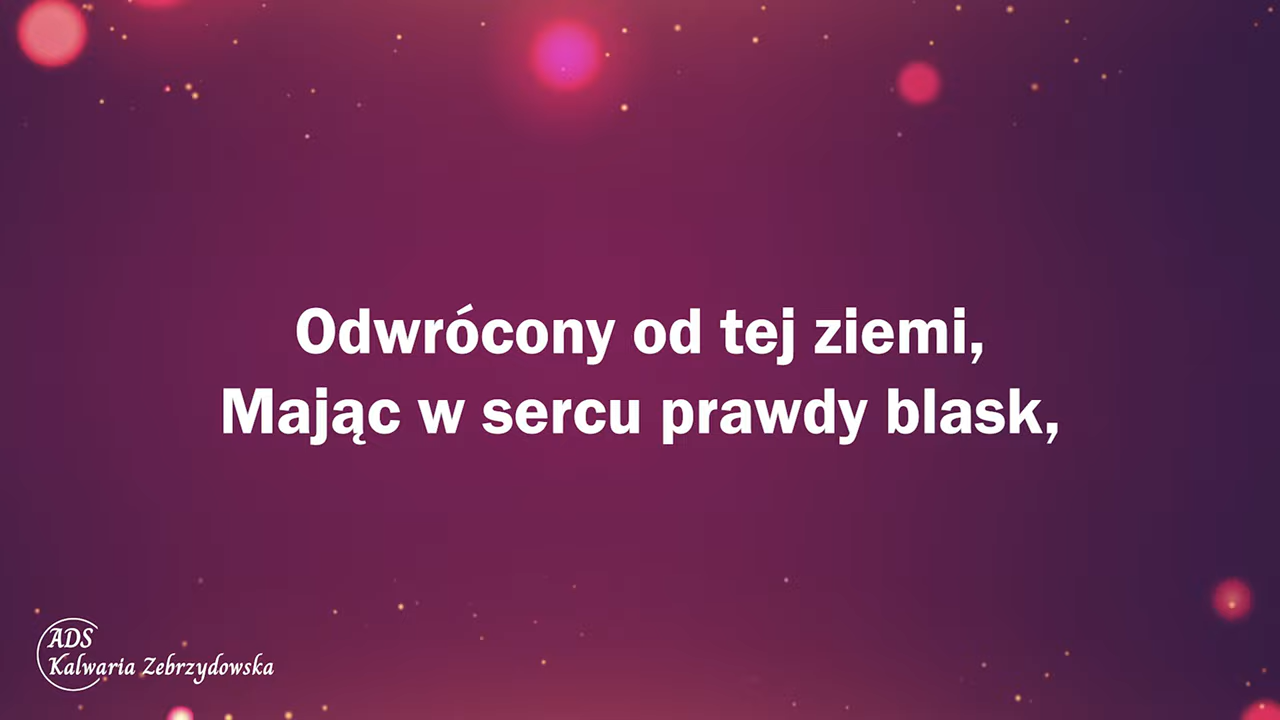 Odwrócony od tej ziemi,
Mając w sercu prawdy blask,
ADS
Kalwaria Zebrzydowska